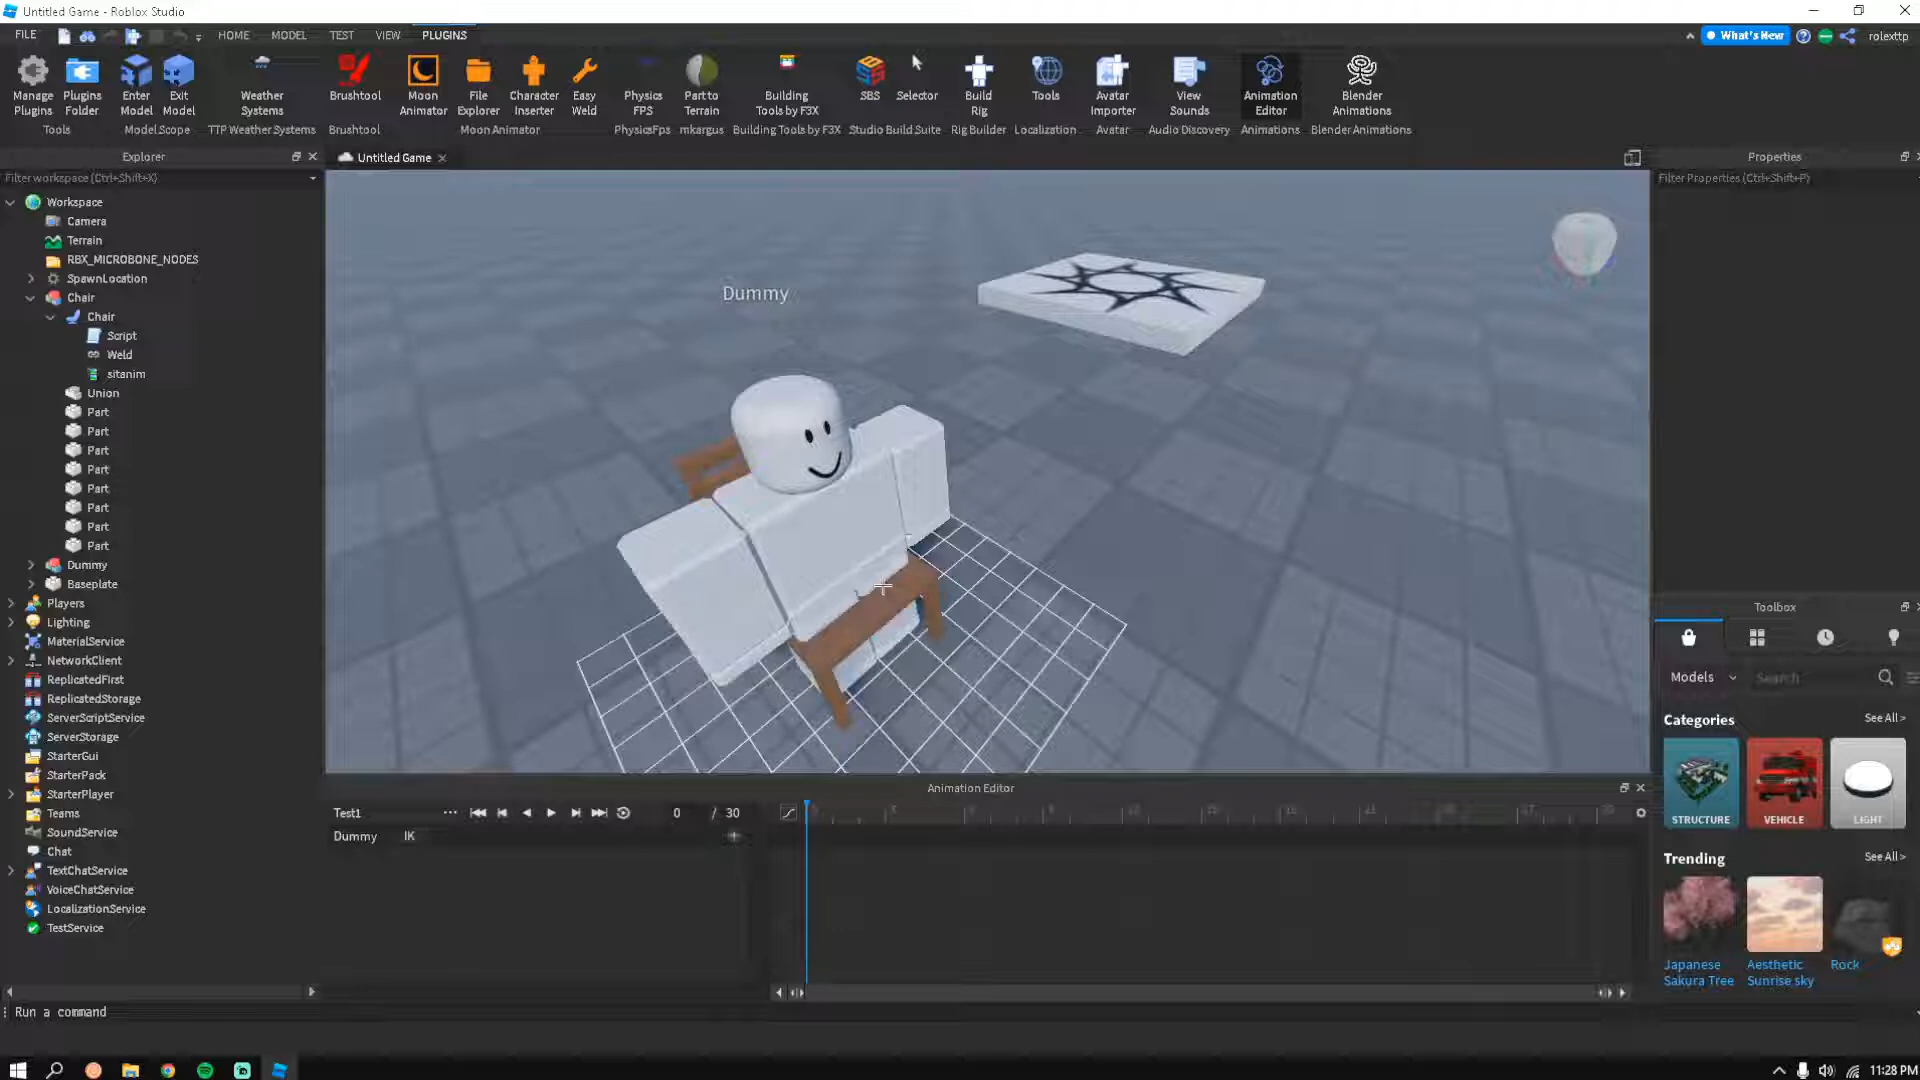 Untitled Game - Roblox Studio
FILE
HOME
MODEL
TEST
VIEW
PLUGINS
What's New
rolexttp
Manage Plugins
Plugins Folder
Enter Model
Exit Model
Weather Systems
Brushtool
Moon Animator
File Explorer
Character Inserter
Easy Weld
Physics FPS
Part to Terrain
Building Tools by F3X
SBS
Selector
Build Rig
Tools
Avatar Importer
View Sounds
Animation Editor
Blender Animations
Tools
Model Scope
TTP Weather Systems
Brushtool
Moon Animator
PhysicsFps
mkargus
Building Tools by F3X
Studio Build Suite
Rig Builder
Localization
Avatar
Audio Discovery
Animations
Blender Animations
Explorer
Untitled Game
Properties
Filter workspace (Ctrl+Shift+X)
Filter Properties (Ctrl+Shift+P)
Workspace
Camera
Terrain
RBX_MICROBONE_NODES
SpawnLocation
Chair
Chair
Script
Weld
sitanim
Union
Part
Part
Part
Part
Part
Part
Part
Part
Dummy
Baseplate
Players
Lighting
MaterialService
NetworkClient
ReplicatedFirst
ReplicatedStorage
ServerScriptService
ServerStorage
StarterGui
StarterPack
StarterPlayer
Teams
SoundService
Chat
TextChatService
VoiceChatService
LocalizationService
TestService
Dummy
Toolbox
Models
Search
Categories
See All >
STRUCTURE
VEHICLE
LIGHT
Trending
See All >
Japanese Sakura Tree
Aesthetic Sunrise sky
Rock
Animation Editor
Test1
0 / 30
Dummy
IK
Run a command
11:28 PM